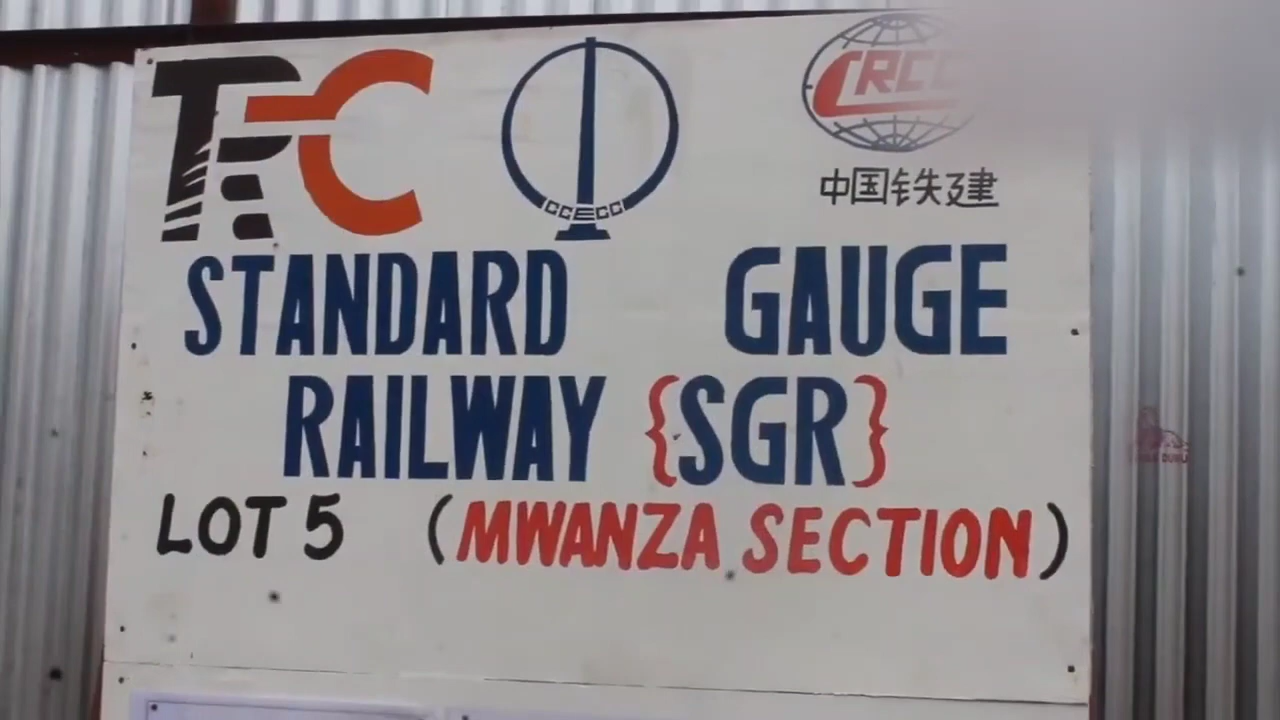 TRC
CCECC
CRCC
中国铁建
STANDARD GAUGE
RAILWAY {SGR}
LOT 5 (MWANZA SECTION)